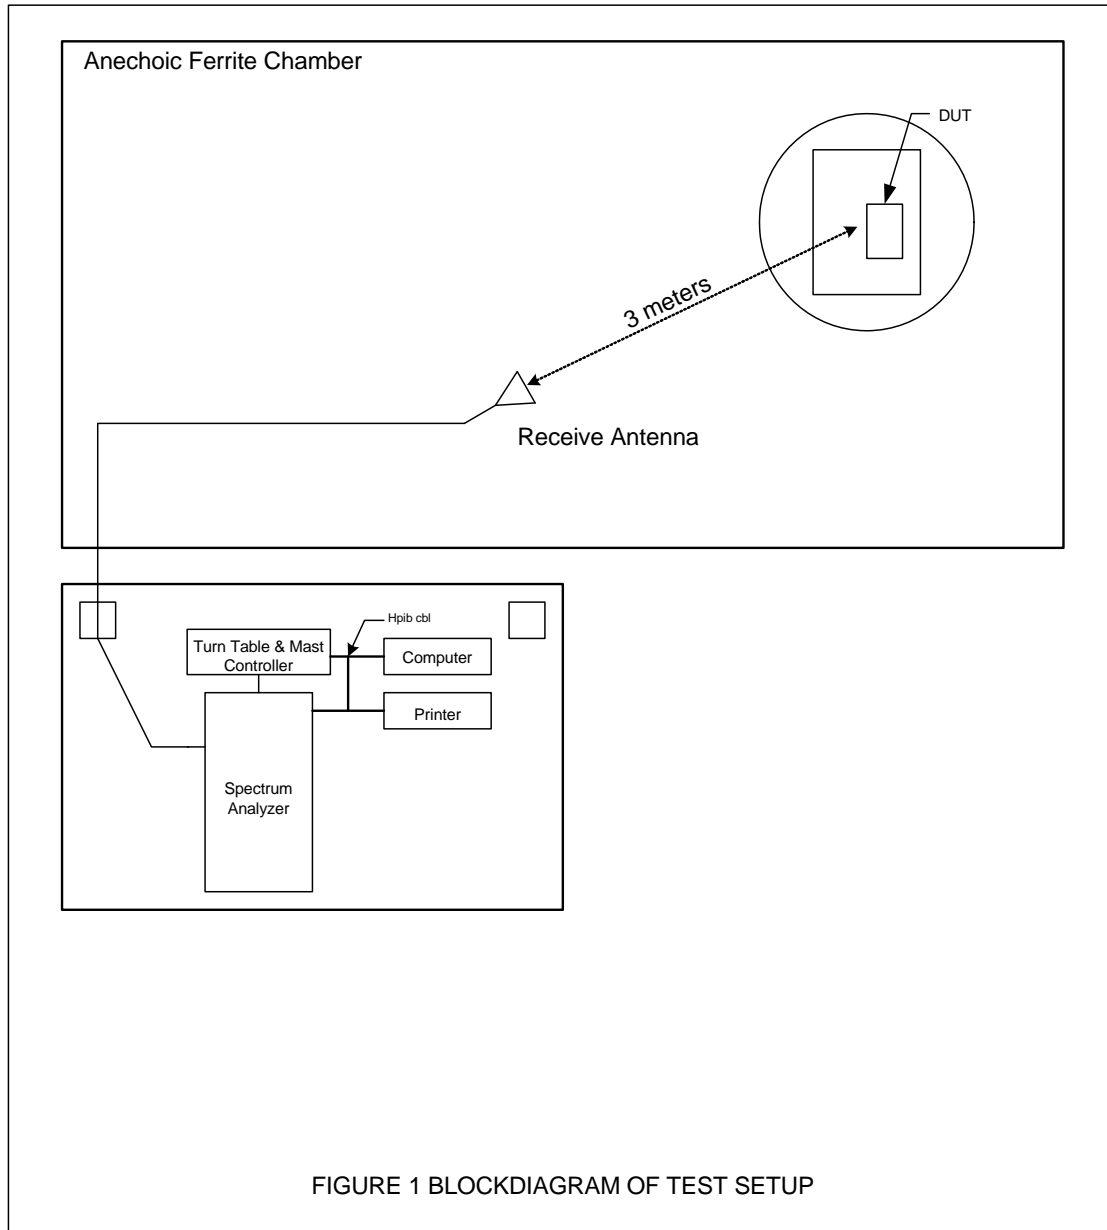 Anechoic Ferrite Chamber
DUT
3 meters
Receive Antenna
Hpib cbl
Turn Table & Mast
Controller
Computer
Printer
Spectrum
Analyzer
FIGURE 1 BLOCKDIAGRAM OF TEST SETUP